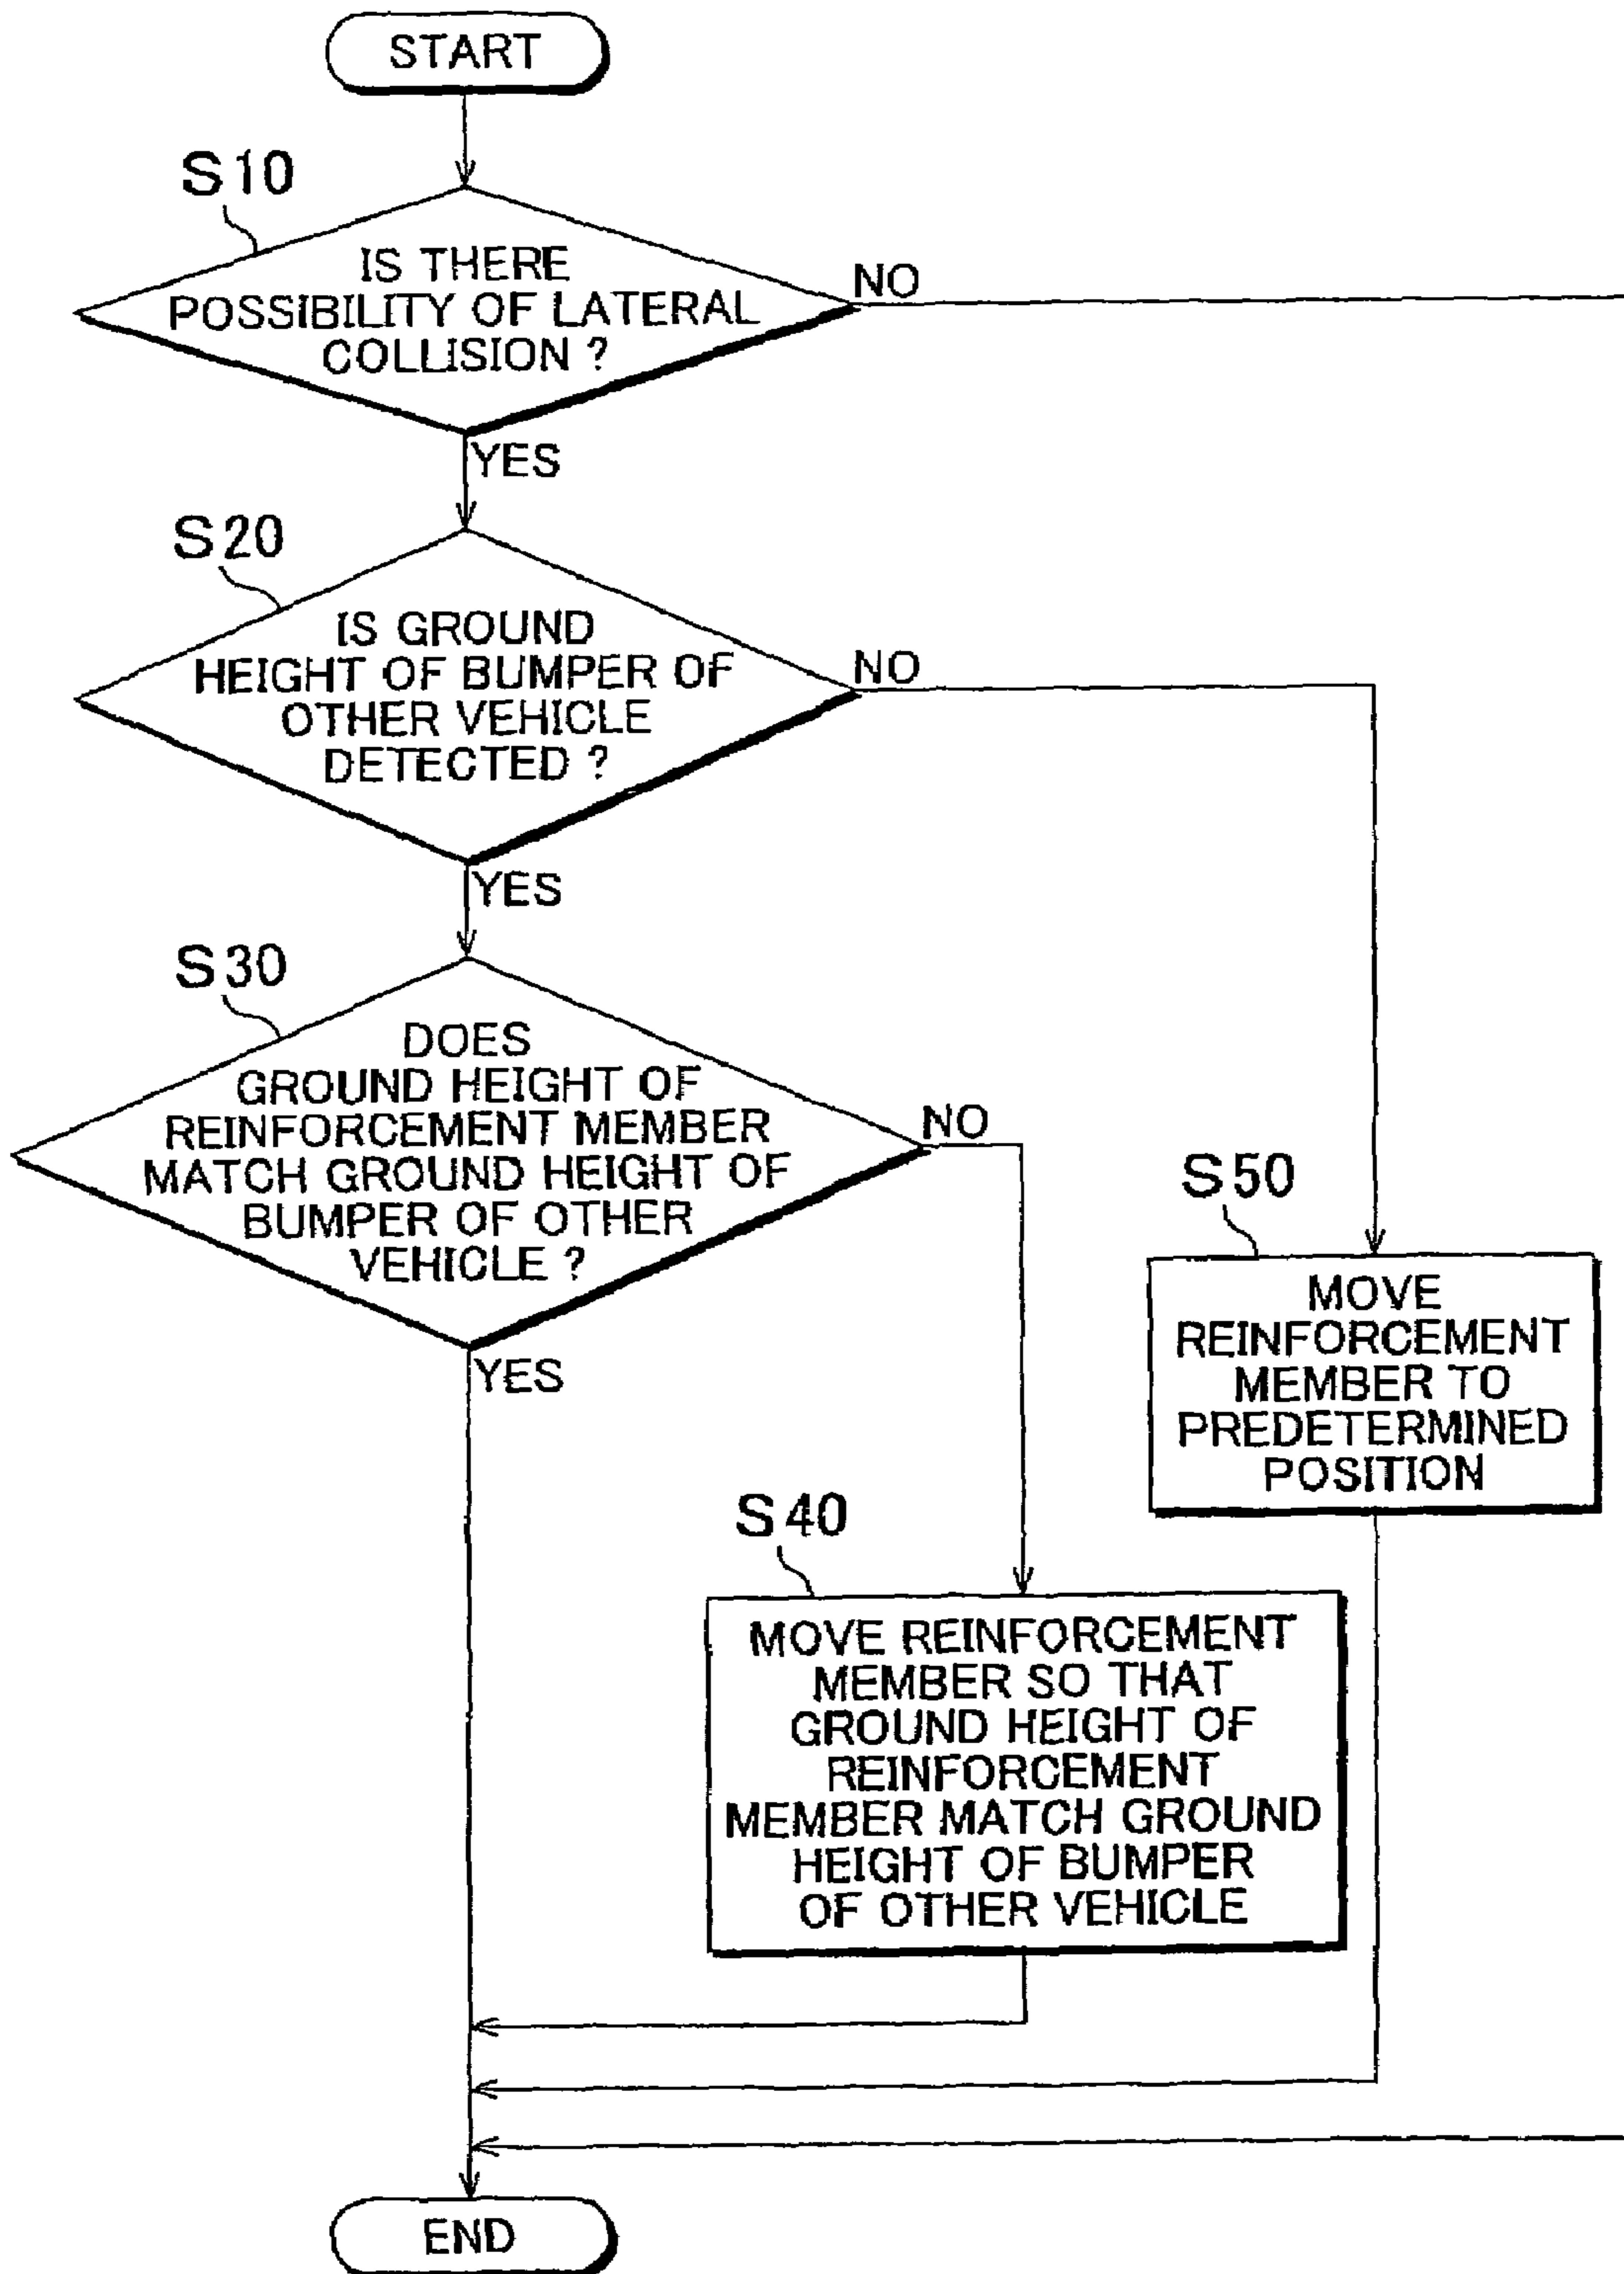 START
S10
IS THERE
POSSIBILITY OF LATERAL
COLLISION ?
NO
YES
S20
IS GROUND
HEIGHT OF BUMPER OF
OTHER VEHICLE
DETECTED ?
NO
YES
S30
DOES
GROUND HEIGHT OF
REINFORCEMENT MEMBER
MATCH GROUND HEIGHT OF
BUMPER OF OTHER
VEHICLE ?
NO
YES
S50
MOVE
REINFORCEMENT
MEMBER TO
PREDETERMINED
POSITION
S40
MOVE REINFORCEMENT
MEMBER SO THAT
GROUND HEIGHT OF
REINFORCEMENT
MEMBER MATCH GROUND
HEIGHT OF BUMPER
OF OTHER VEHICLE
END